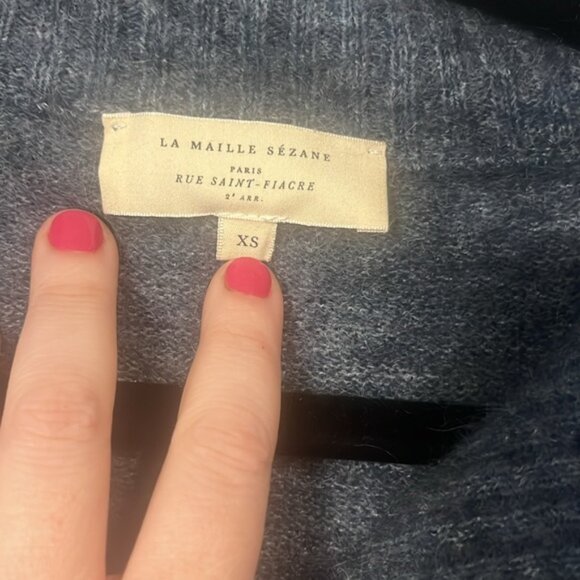 LA MAILLE SÉZANE
PARIS
RUE SAINT-FIACRE
2e ARR.
XS